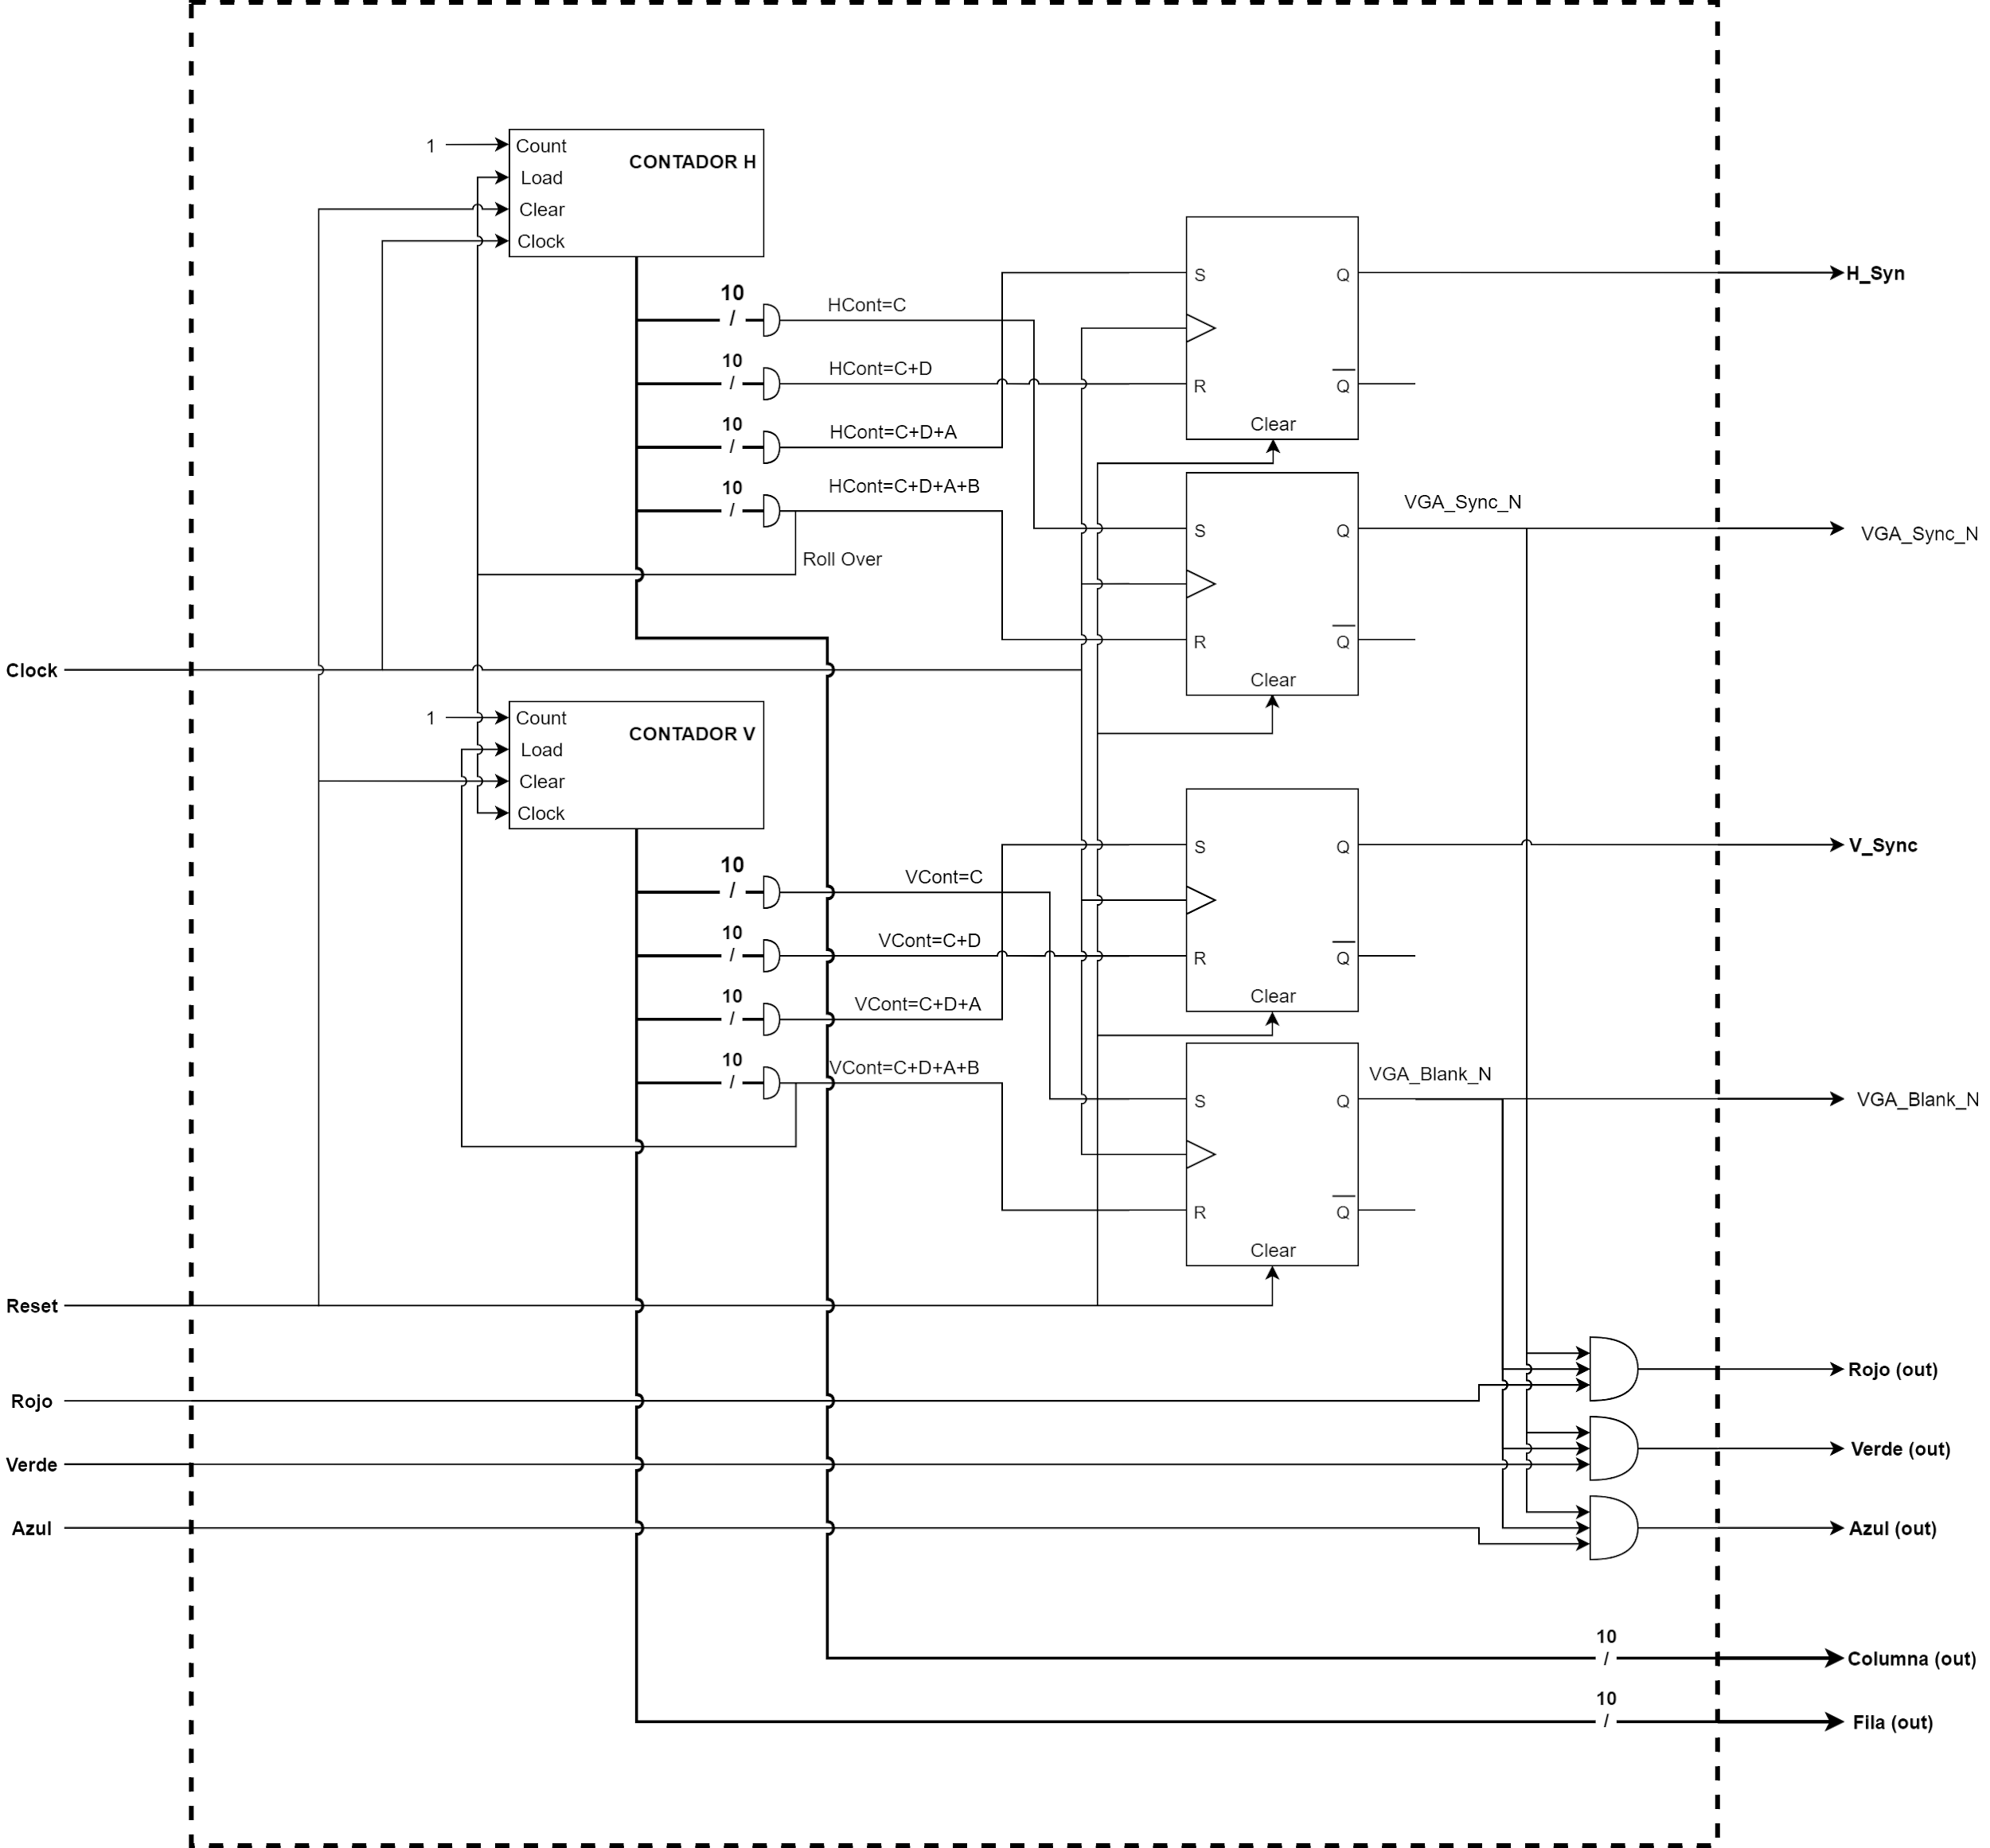 1
Count
CONTADOR H
Load
Clear
Clock
10
/
HCont=C
10
/
HCont=C+D
10
/
HCont=C+D+A
10
/
HCont=C+D+A+B
Roll Over
S
Q
R
Q
Clear
H_Syn
VGA_Sync_N
S
Q
R
Q
Clear
VGA_Sync_N
Clock
1
Count
CONTADOR V
Load
Clear
Clock
10
/
VCont=C
10
/
VCont=C+D
10
/
VCont=C+D+A
10
/
VCont=C+D+A+B
S
Q
R
Q
Clear
V_Sync
VGA_Blank_N
S
Q
R
Q
Clear
VGA_Blank_N
Reset
Rojo
Verde
Azul
Rojo (out)
Verde (out)
Azul (out)
10
/
Columna (out)
10
/
Fila (out)